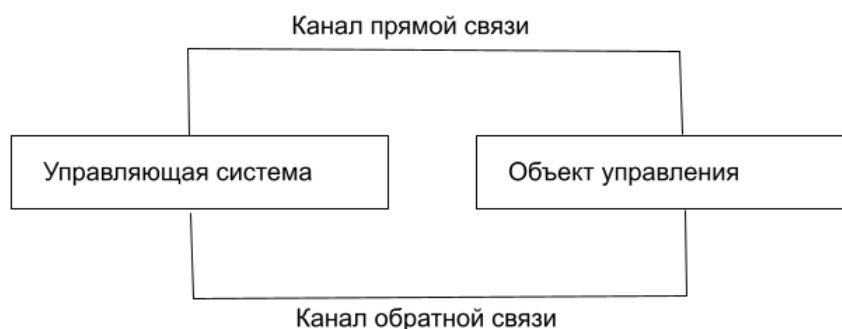 Канал прямой связи
Управляющая система
Объект управления
Канал обратной связи